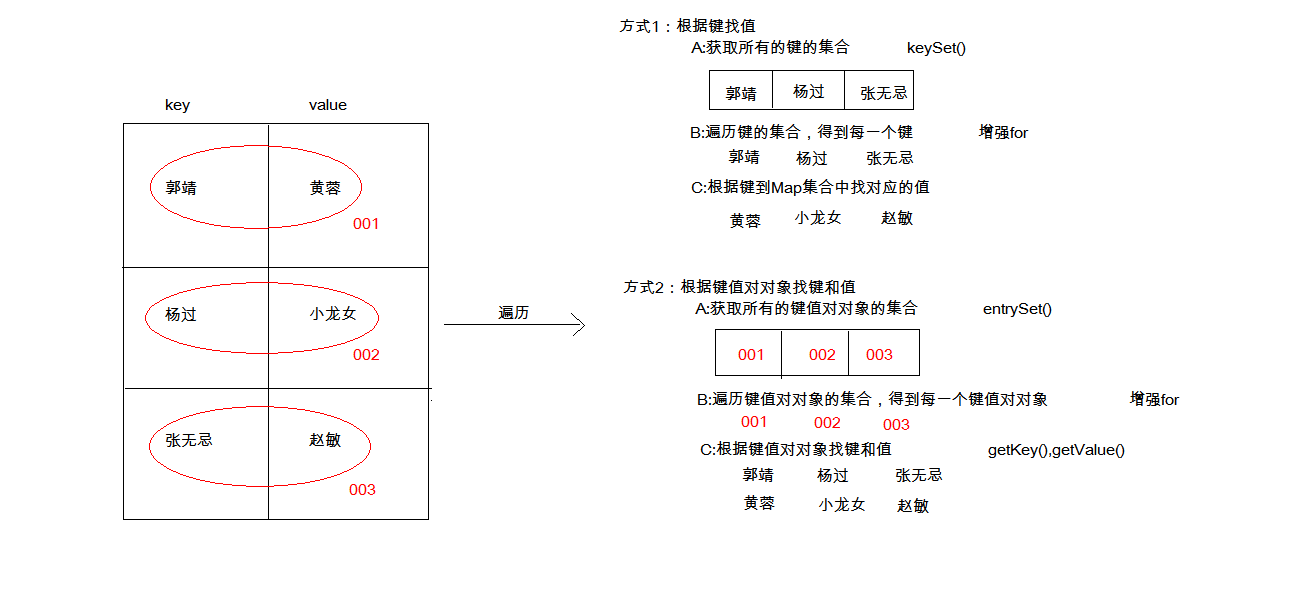 key value
郭靖 黄蓉
001
杨过 小龙女
002
张无忌 赵敏
003
遍历
方式1：根据键找值
A:获取所有的键的集合 keySet()
郭靖 杨过 张无忌
B:遍历键的集合，得到每一个键 增强for
郭靖 杨过 张无忌
C:根据键到Map集合中找对应的值
黄蓉 小龙女 赵敏
方式2：根据键值对对象找键和值
A:获取所有的键值对对象的集合 entrySet()
001 002 003
B:遍历键值对对象的集合，得到每一个键值对对象 增强for
001 002 003
C:根据键值对对象找键和值 getKey(),getValue()
郭靖 杨过 张无忌
黄蓉 小龙女 赵敏